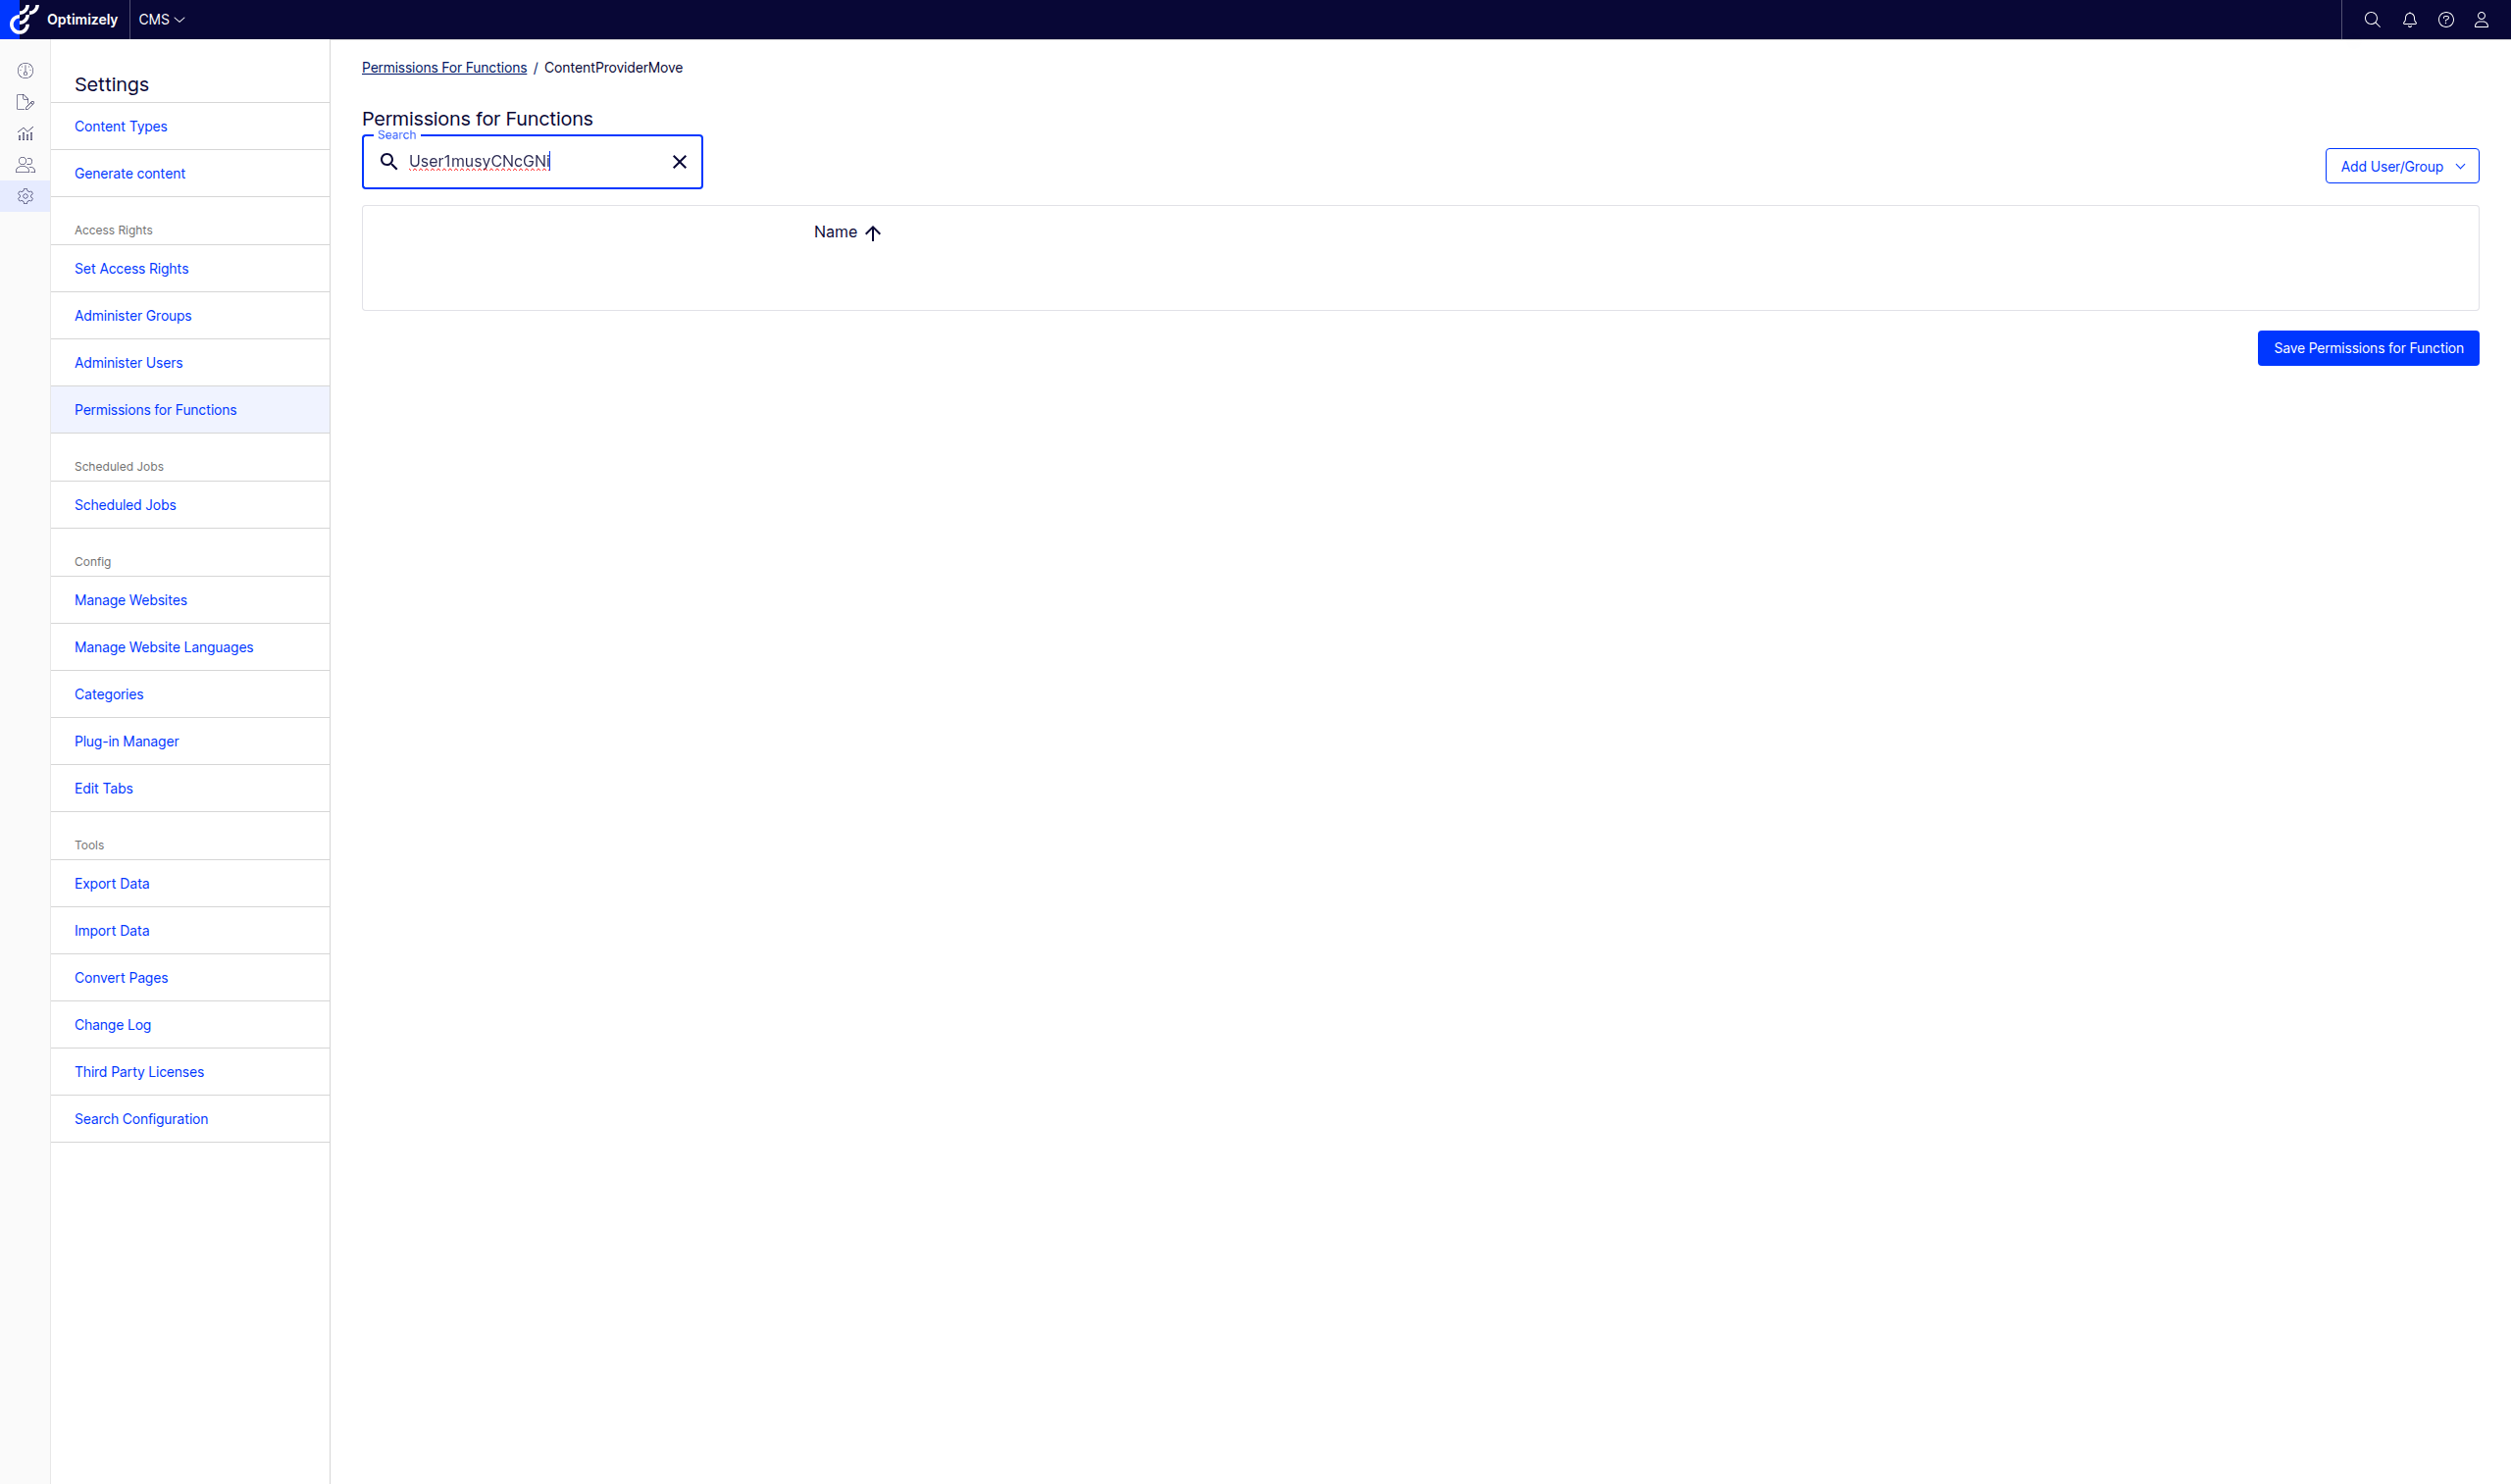 Optimizely
CMS
Settings
Content Types
Generate content
Access Rights
Set Access Rights
Administer Groups
Administer Users
Permissions for Functions
Scheduled Jobs
Scheduled Jobs
Config
Manage Websites
Manage Website Languages
Categories
Plug-in Manager
Edit Tabs
Tools
Export Data
Import Data
Convert Pages
Change Log
Third Party Licenses
Search Configuration
Permissions For Functions / ContentProviderMove
Permissions for Functions
Search
User1musyCNcGNi
Add User/Group
Name
Save Permissions for Function